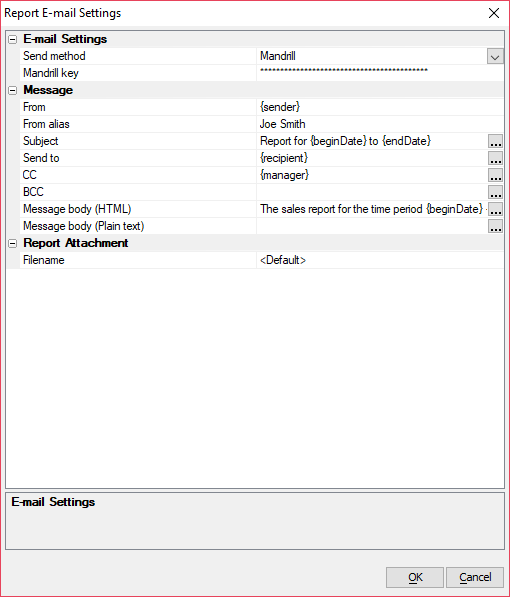 Report E-mail Settings
E-mail Settings
Send method Mandrill
Mandrill key ******************************************
Message
From {sender}
From alias Joe Smith
Subject Report for {beginDate} to {endDate} ...
Send to {recipient} ...
CC {manager} ...
BCC ...
Message body (HTML) The sales report for the time period {beginDate} - ...
Message body (Plain text) ...
Report Attachment
Filename <Default>
E-mail Settings
OK Cancel